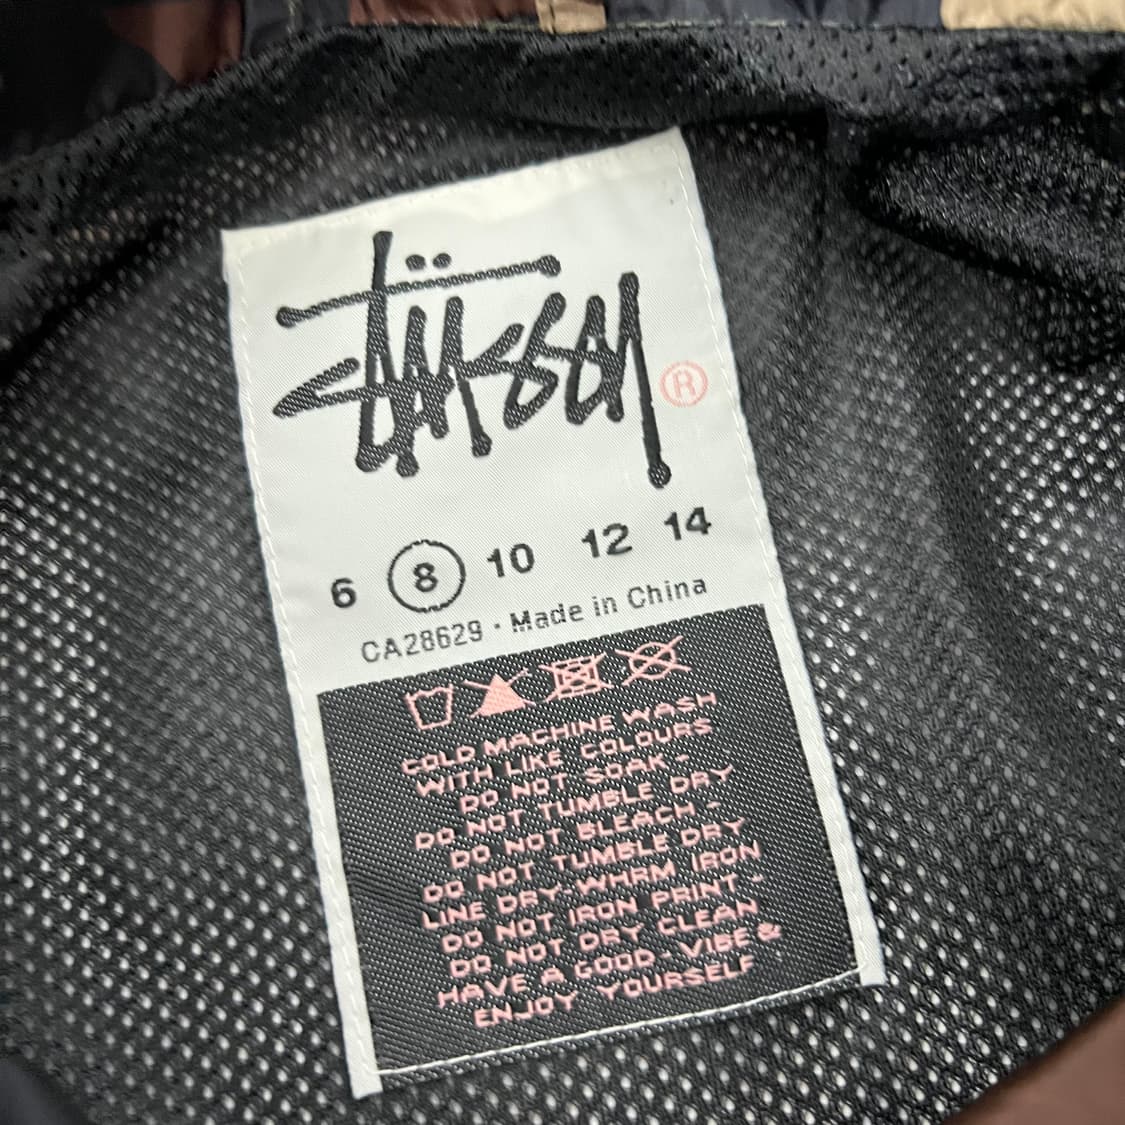 Stüssy ®
6 8 10 12 14
CA28629 · Made in China
COLD MACHINE WASH
WITH LIKE COLOURS
DO NOT SOAK -
DO NOT TUMBLE DRY
DO NOT BLEACH -
DO NOT TUMBLE DRY
LINE DRY-WARM IRON
DO NOT IRON PRINT -
DO NOT DRY CLEAN
HAVE A GOOD - VIBE &
ENJOY YOURSELF